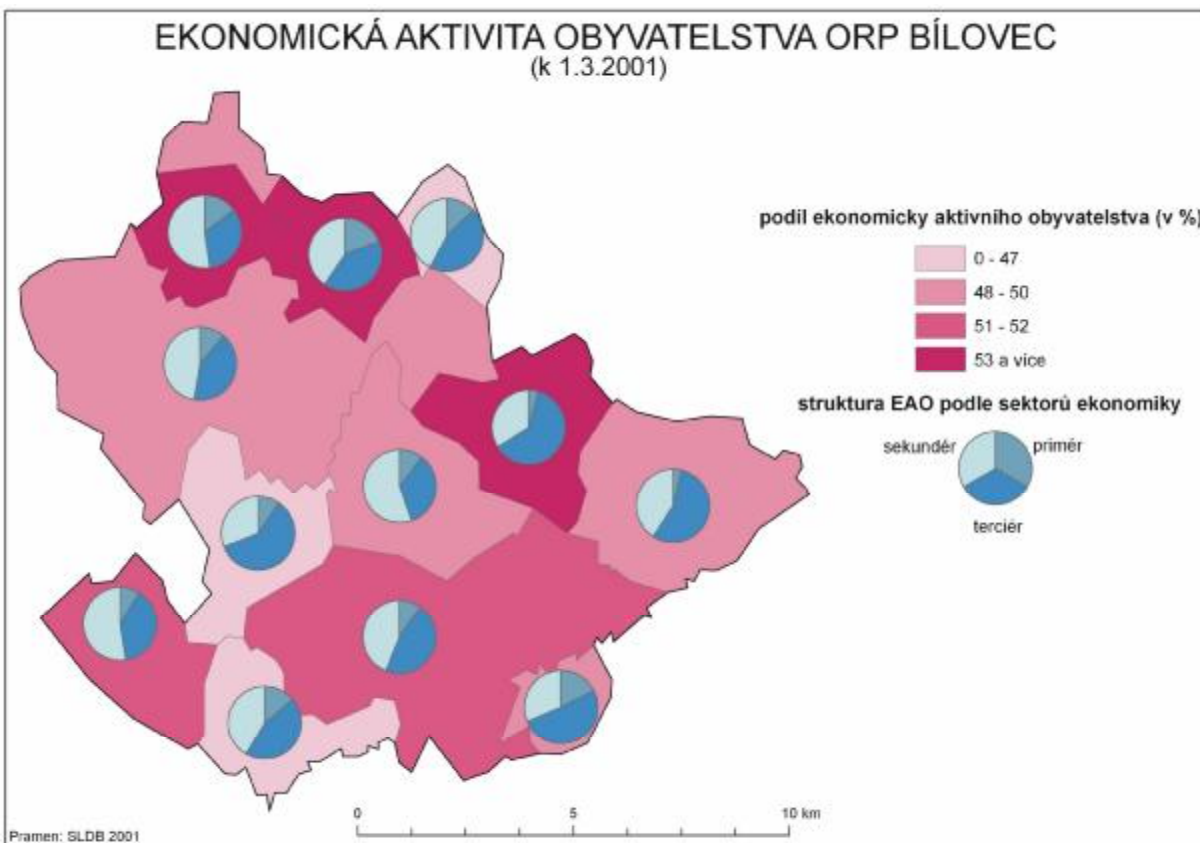 EKONOMICKÁ AKTIVITA OBYVATELSTVA ORP BÍLOVEC
(k 1.3.2001)
podíl ekonomicky aktivního obyvatelstva (v %)
0 - 47
48 - 50
51 - 52
53 a více
struktura EAO podle sektorů ekonomiky
sekundér primér
terciér
0 5 10 km
Pramen: SLDB 2001